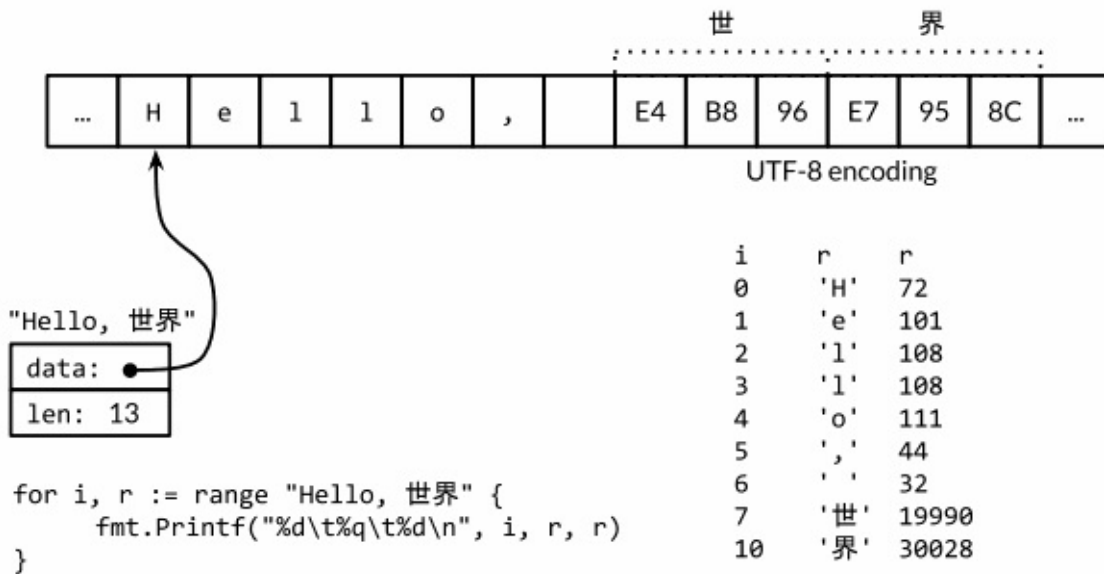 世 界
… H e l l o , E4 B8 96 E7 95 8C …
UTF-8 encoding
"Hello, 世界"
data:
len: 13
for i, r := range "Hello, 世界" {
fmt.Printf("%d\t%q\t%d\n", i, r, r)
}
i r r
0 'H' 72
1 'e' 101
2 'l' 108
3 'l' 108
4 'o' 111
5 ',' 44
6 ' ' 32
7 '世' 19990
10 '界' 30028